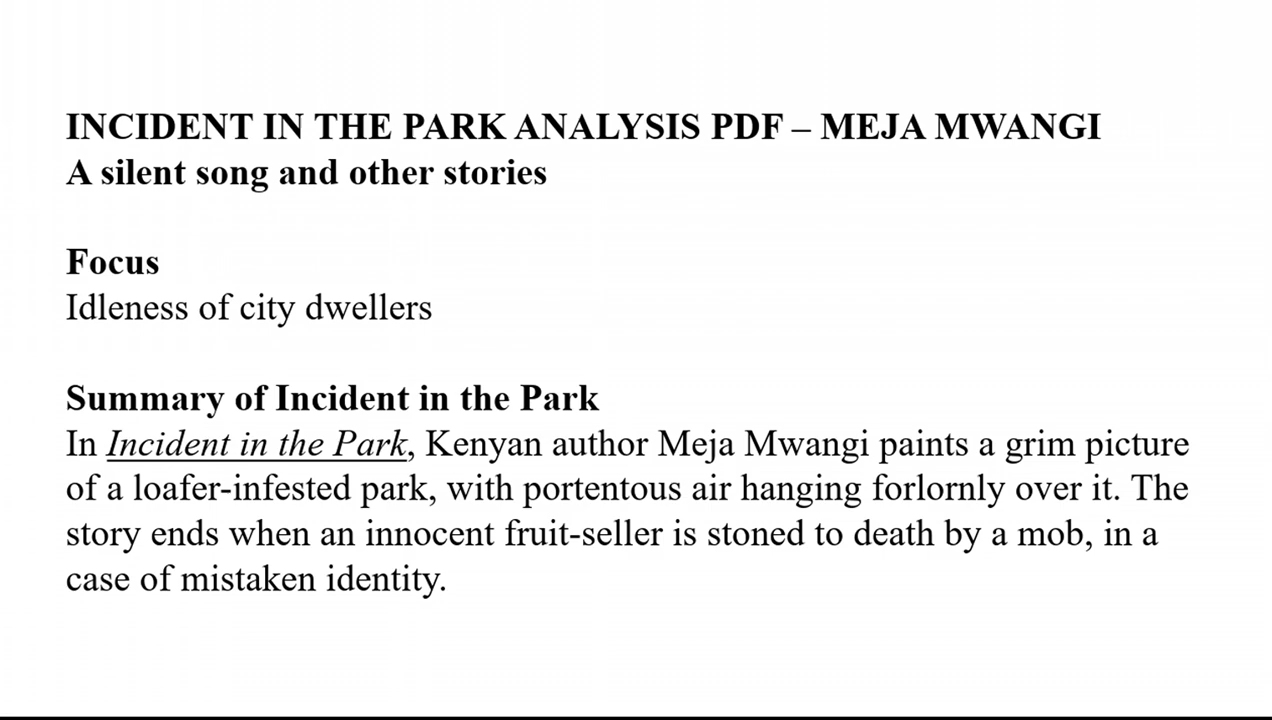 INCIDENT IN THE PARK ANALYSIS PDF – MEJA MWANGI
A silent song and other stories
Focus
Idleness of city dwellers
Summary of Incident in the Park
In Incident in the Park, Kenyan author Meja Mwangi paints a grim picture
of a loafer-infested park, with portentous air hanging forlornly over it. The
story ends when an innocent fruit-seller is stoned to death by a mob, in a
case of mistaken identity.